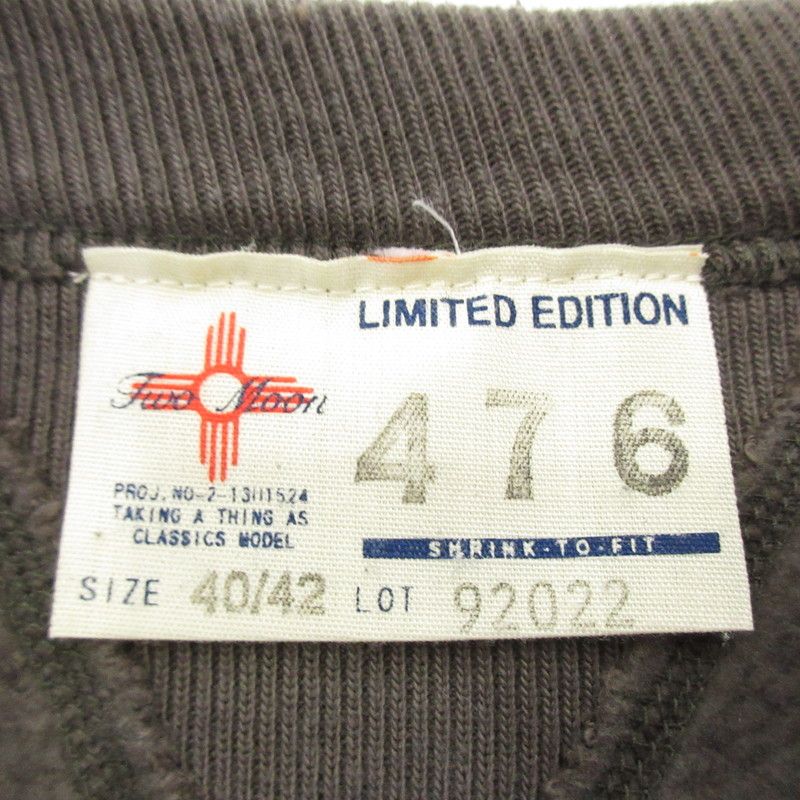 LIMITED EDITION
Two Moon
476
PROJ. NO-2-1311524
TAKING A THING AS
CLASSICS MODEL
SHRINK-TO-FIT
SIZE 40/42 LOT 92022